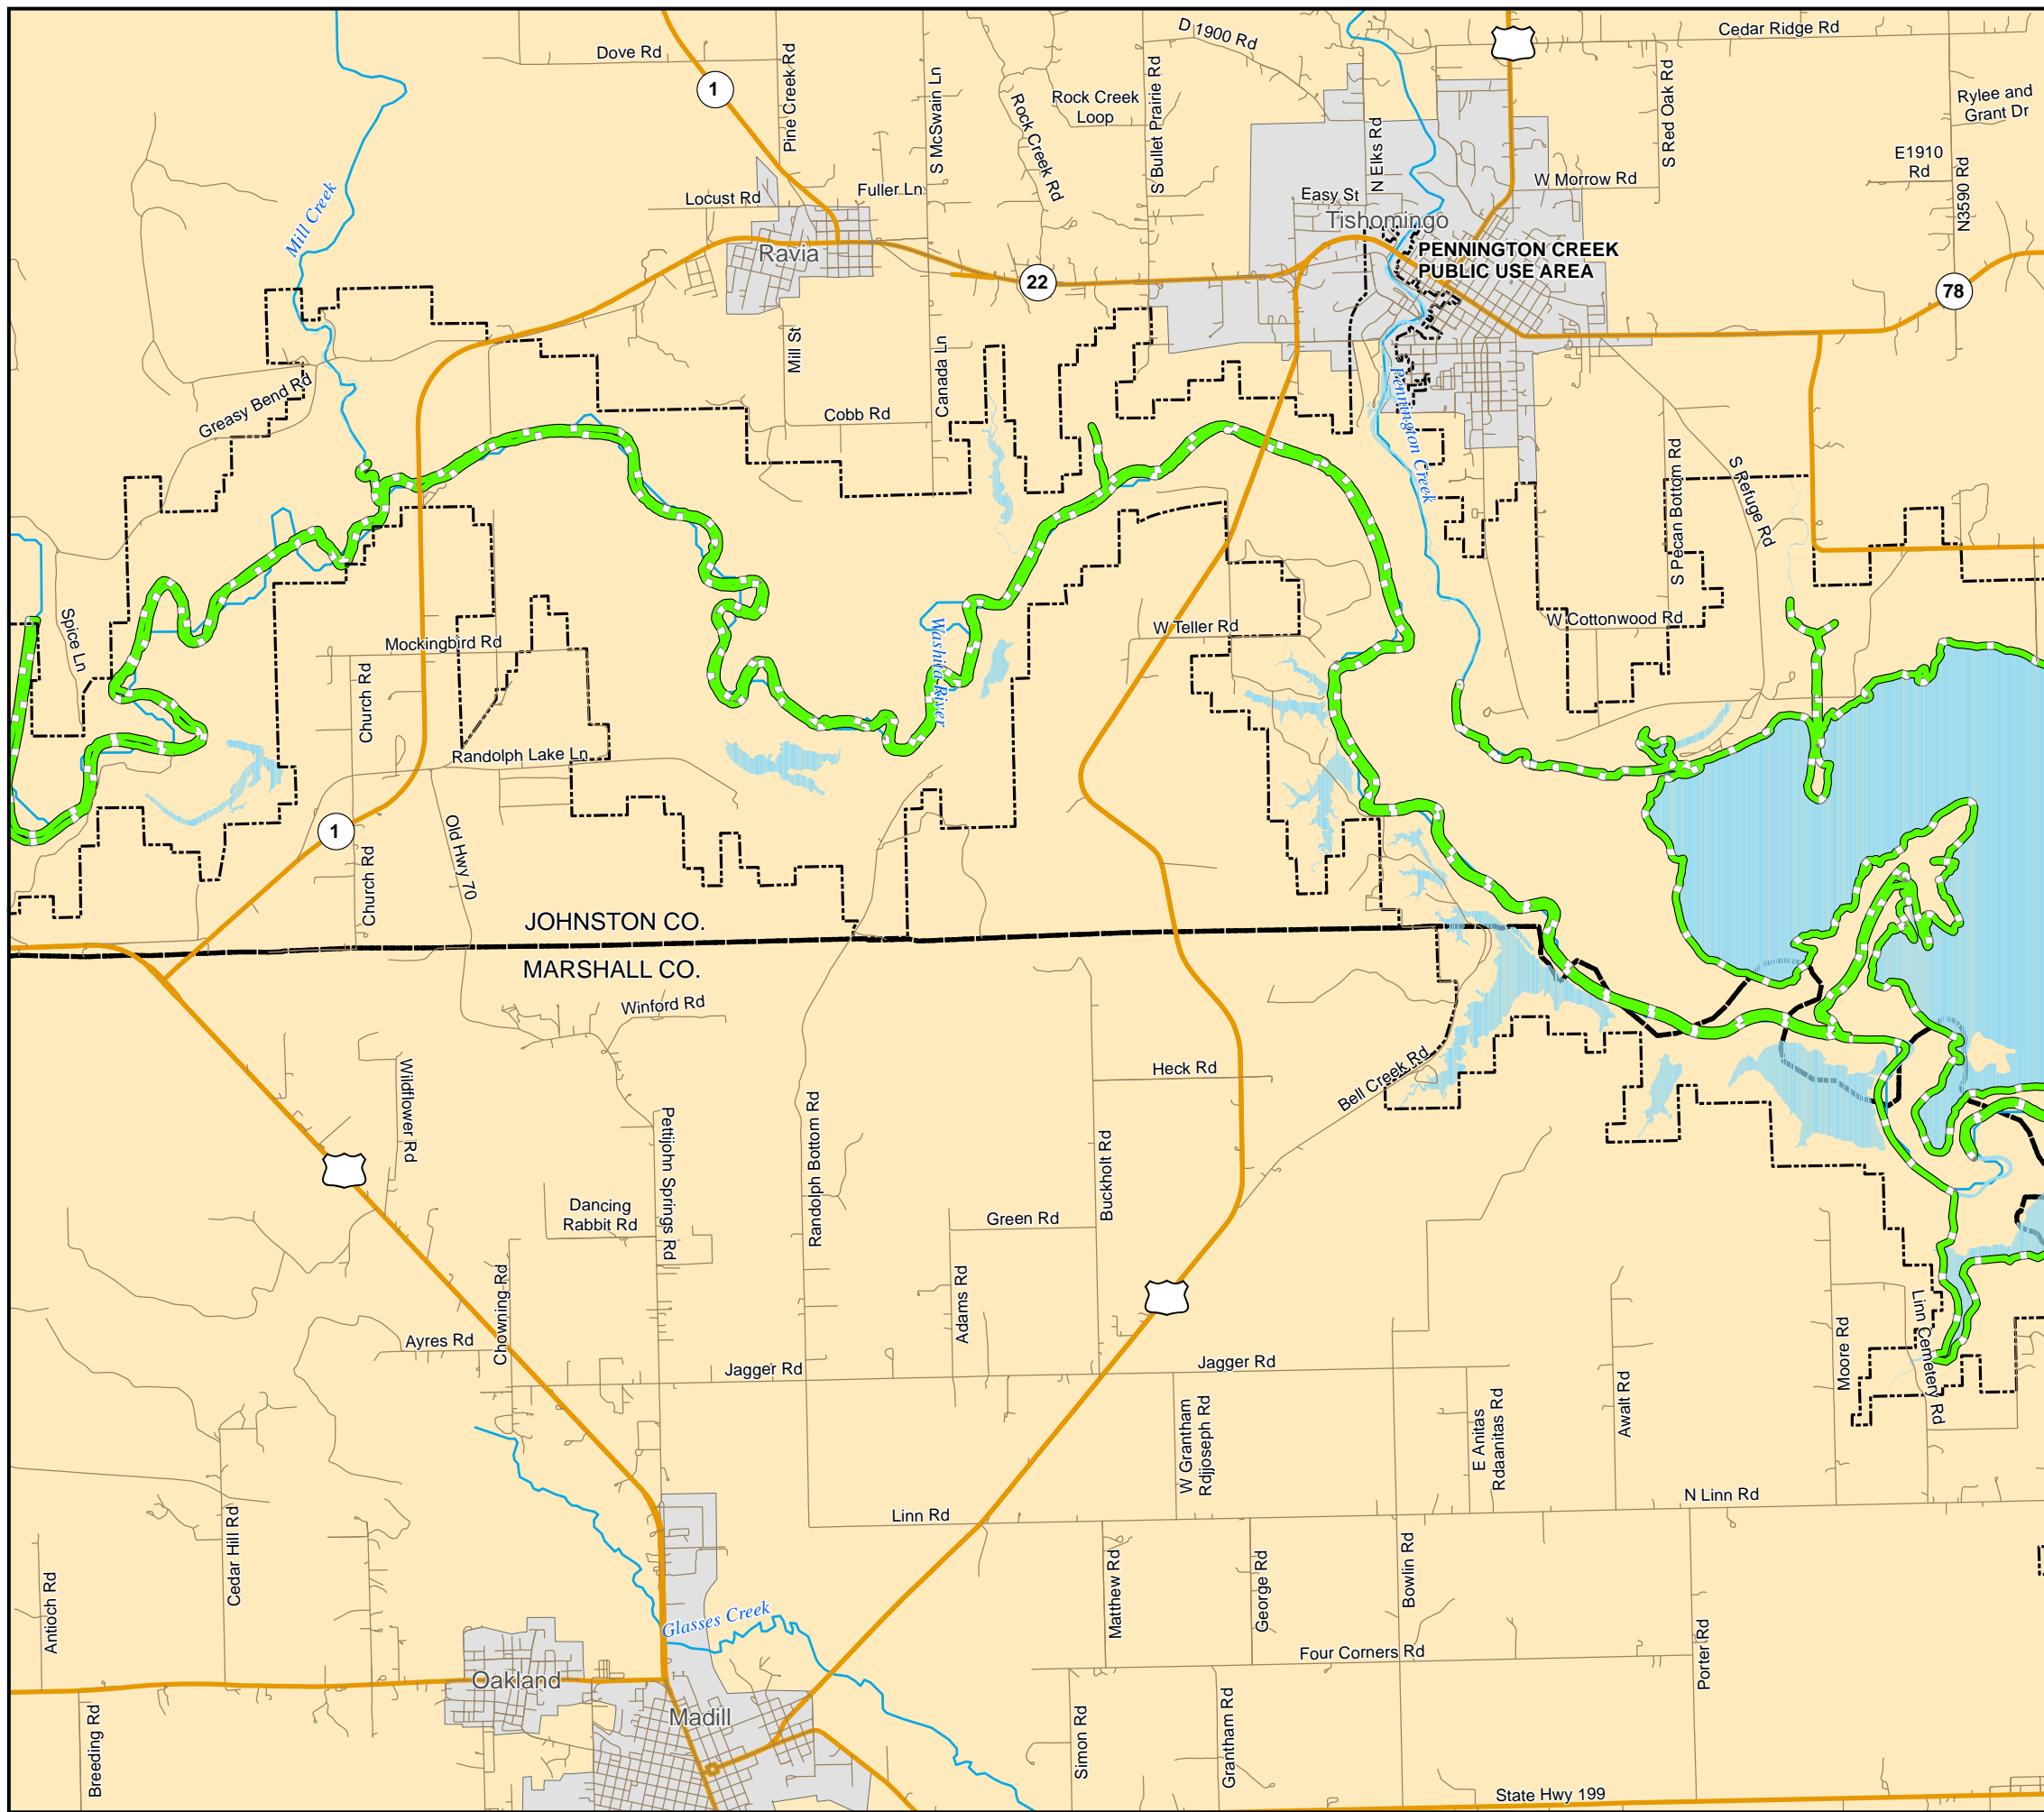 Dove Rd
Pine Creek Rd
1
S McSwain Ln
Rock Creek Rd
Rock Creek
Loop
S Bullet Prairie Rd
D 1900 Rd
N Elks Rd
Cedar Ridge Rd
S Red Oak Rd
Rylee and
Grant Dr
E1910
Rd
N3590 Rd
W Morrow Rd
Easy St
Tishomingo
PENNINGTON CREEK
PUBLIC USE AREA
Mill Creek
Locust Rd
Fuller Ln
Ravia
22
78
Mill St
Canada Ln
Cobb Rd
Greasy Bend Rd
Pennington Creek
S Pecan Bottom Rd
S Refuge Rd
Spice Ln
Mockingbird Rd
Church Rd
Washita River
W Teller Rd
W Cottonwood Rd
Randolph Lake Ln
1
Old Hwy 70
Church Rd
JOHNSTON CO.
MARSHALL CO.
Winford Rd
Wildflower Rd
Pettijohn Springs Rd
Randolph Bottom Rd
Heck Rd
Bell Creek Rd
Buckholt Rd
Dancing
Rabbit Rd
Green Rd
Chowning Rd
Adams Rd
Ayres Rd
Jagger Rd
Jagger Rd
Moore Rd
Linn Cemetery Rd
W Grantham
Rdjjoseph Rd
E Anitas
Rdaanitas Rd
Awalt Rd
N Linn Rd
Linn Rd
Cedar Hill Rd
Antioch Rd
Matthew Rd
George Rd
Bowlin Rd
Porter Rd
Glasses Creek
Four Corners Rd
Oakland
Madill
Breeding Rd
Simon Rd
Grantham Rd
State Hwy 199